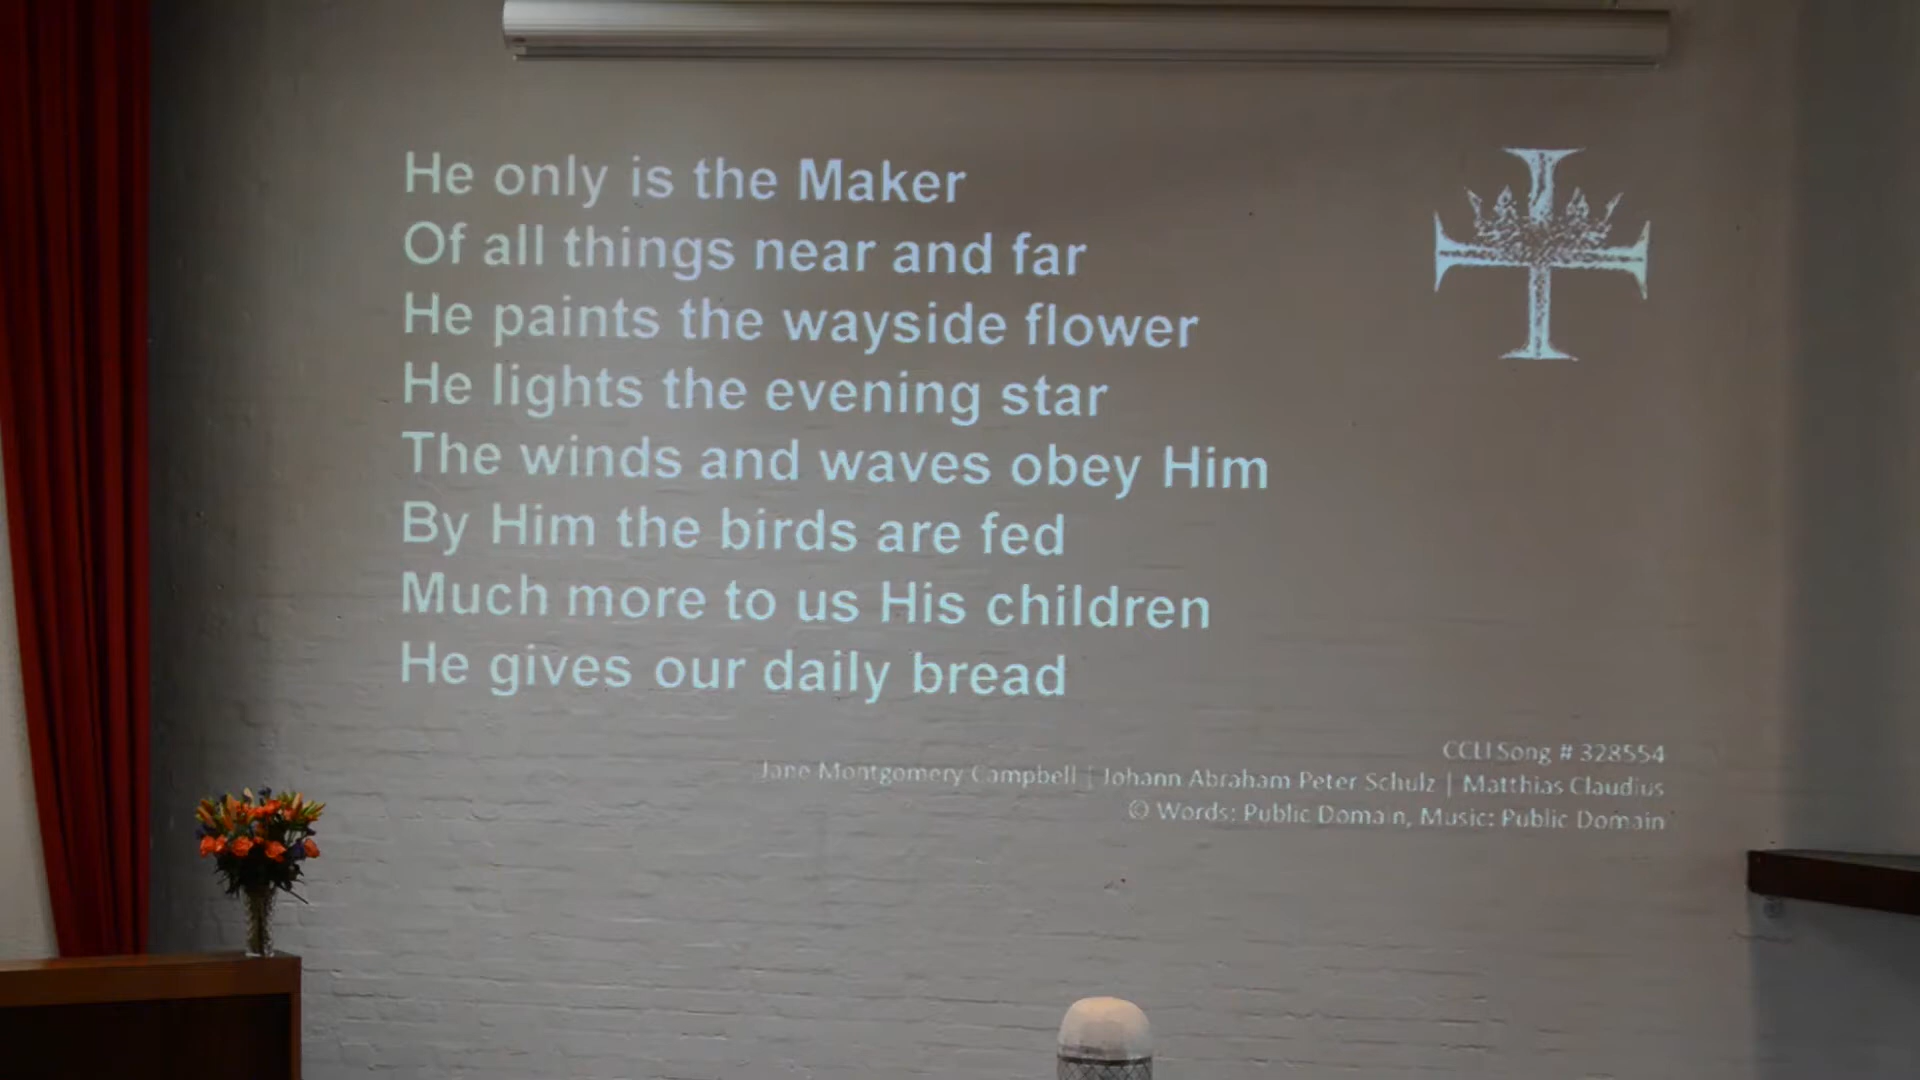 He only is the Maker
Of all things near and far
He paints the wayside flower
He lights the evening star
The winds and waves obey Him
By Him the birds are fed
Much more to us His children
He gives our daily bread
CCLI Song # 328554
Jane Montgomery Campbell | Johann Abraham Peter Schulz | Matthias Claudius
© Words: Public Domain, Music: Public Domain